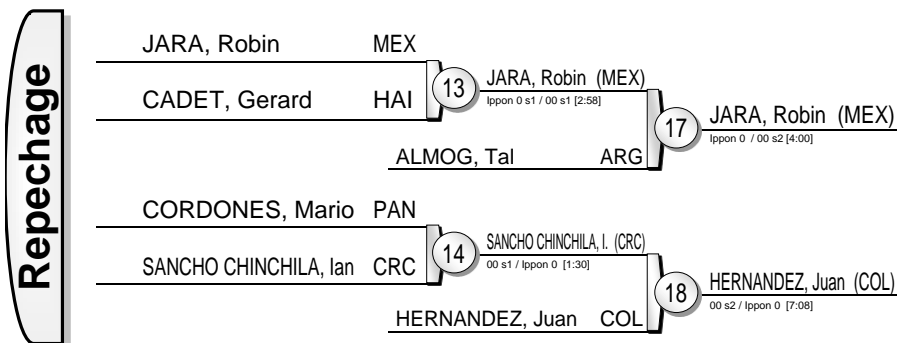 Repechage
JARA, Robin MEX
CADET, Gerard HAI
13
JARA, Robin (MEX)
Ippon 0 s1 / 00 s1 [2:58]
ALMOG, Tal ARG
17
JARA, Robin (MEX)
Ippon 0 / 00 s2 [4:00]
CORDONES, Mario PAN
SANCHO CHINCHILA, Ian CRC
14
SANCHO CHINCHILA, I. (CRC)
00 s1 / Ippon 0 [1:30]
HERNANDEZ, Juan COL
18
HERNANDEZ, Juan (COL)
00 s2 / Ippon 0 [7:08]